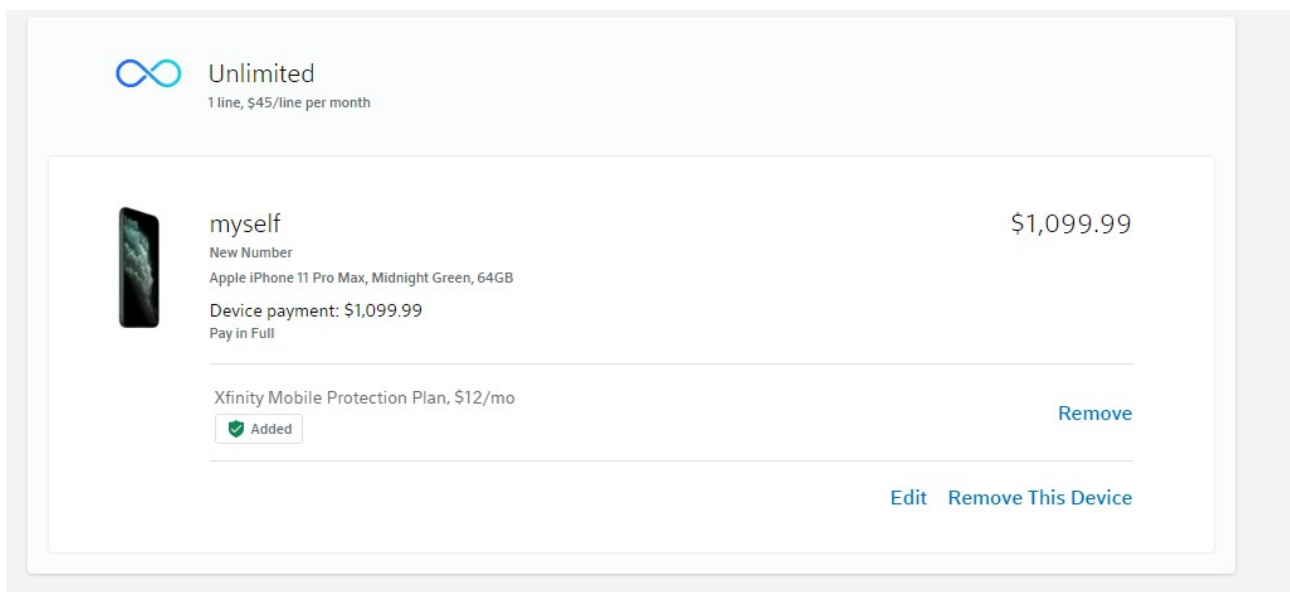 Unlimited
1 line, $45/line per month
myself
$1,099.99
New Number
Apple iPhone 11 Pro Max, Midnight Green, 64GB
Device payment: $1,099.99
Pay in Full
Xfinity Mobile Protection Plan, $12/mo
Added
Remove
Edit Remove This Device